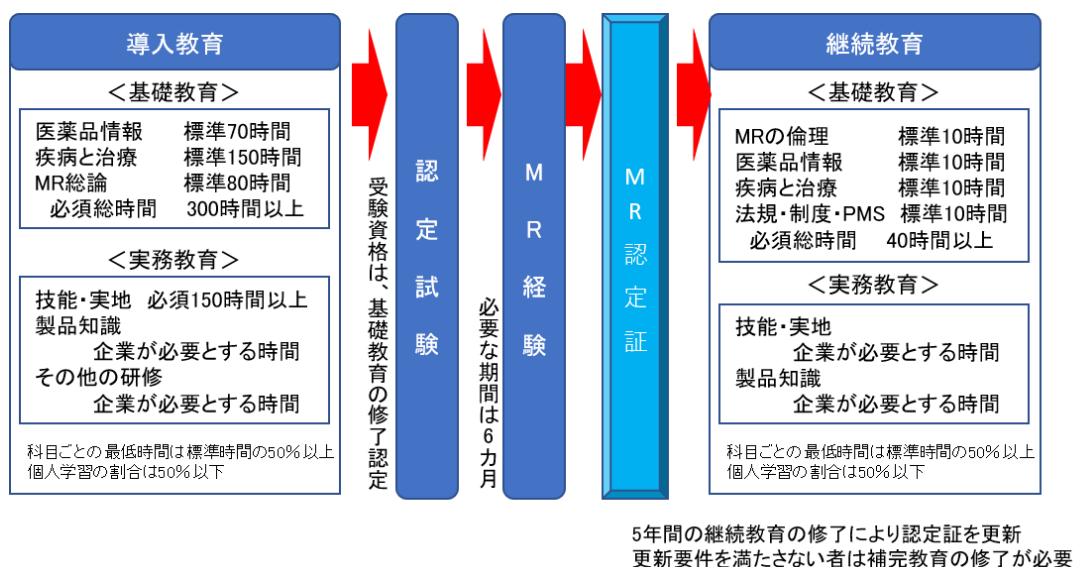 導入教育
＜基礎教育＞
医薬品情報 標準70時間
疾病と治療 標準150時間
MR総論 標準80時間
必須総時間 300時間以上
＜実務教育＞
技能・実地 必須150時間以上
製品知識
企業が必要とする時間
その他の研修
企業が必要とする時間
科目ごとの最低時間は標準時間の50％以上
個人学習の割合は50％以下
受験資格は、基礎教育の修了認定
認定試験
必要な期間は6カ月
MR経験
MR認定証
継続教育
＜基礎教育＞
MRの倫理 標準10時間
医薬品情報 標準10時間
疾病と治療 標準10時間
法規・制度・PMS 標準10時間
必須総時間 40時間以上
＜実務教育＞
技能・実地
企業が必要とする時間
製品知識
企業が必要とする時間
科目ごとの最低時間は標準時間の50％以上
個人学習の割合は50％以下
5年間の継続教育の修了により認定証を更新
更新要件を満たさない者は補完教育の修了が必要